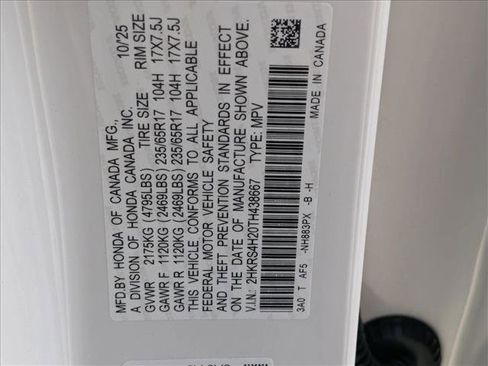 MFD.BY HONDA OF CANADA MFG., 10/25
A DIVISION OF HONDA CANADA INC.
TIRE SIZE RIM SIZE
GVWR 2175KG (4795LBS)
GAWR F 1120KG (2469LBS) 235/65R17 104H 17X7.5J
GAWR R 1120KG (2469LBS) 235/65R17 104H 17X7.5J
THIS VEHICLE CONFORMS TO ALL APPLICABLE
FEDERAL MOTOR VEHICLE SAFETY
AND THEFT PREVENTION STANDARDS IN EFFECT
ON THE DATE OF MANUFACTURE SHOWN ABOVE.
V.I.N.: 2HKRS4H20TH438667 TYPE: MPV
3A0 T AF5 -NH883PX -B -H
MADE IN CANADA